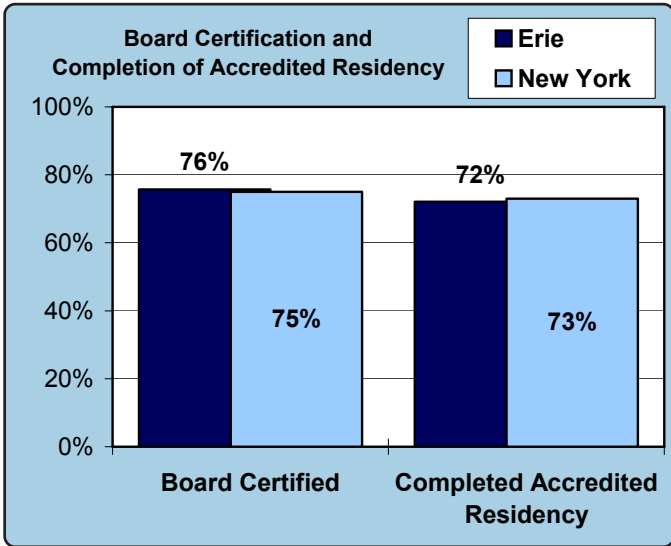 Board Certification and
Completion of Accredited Residency
Erie
New York
100%
80%
60%
40%
20%
0%
76%
75%
72%
73%
Board Certified
Completed Accredited
Residency